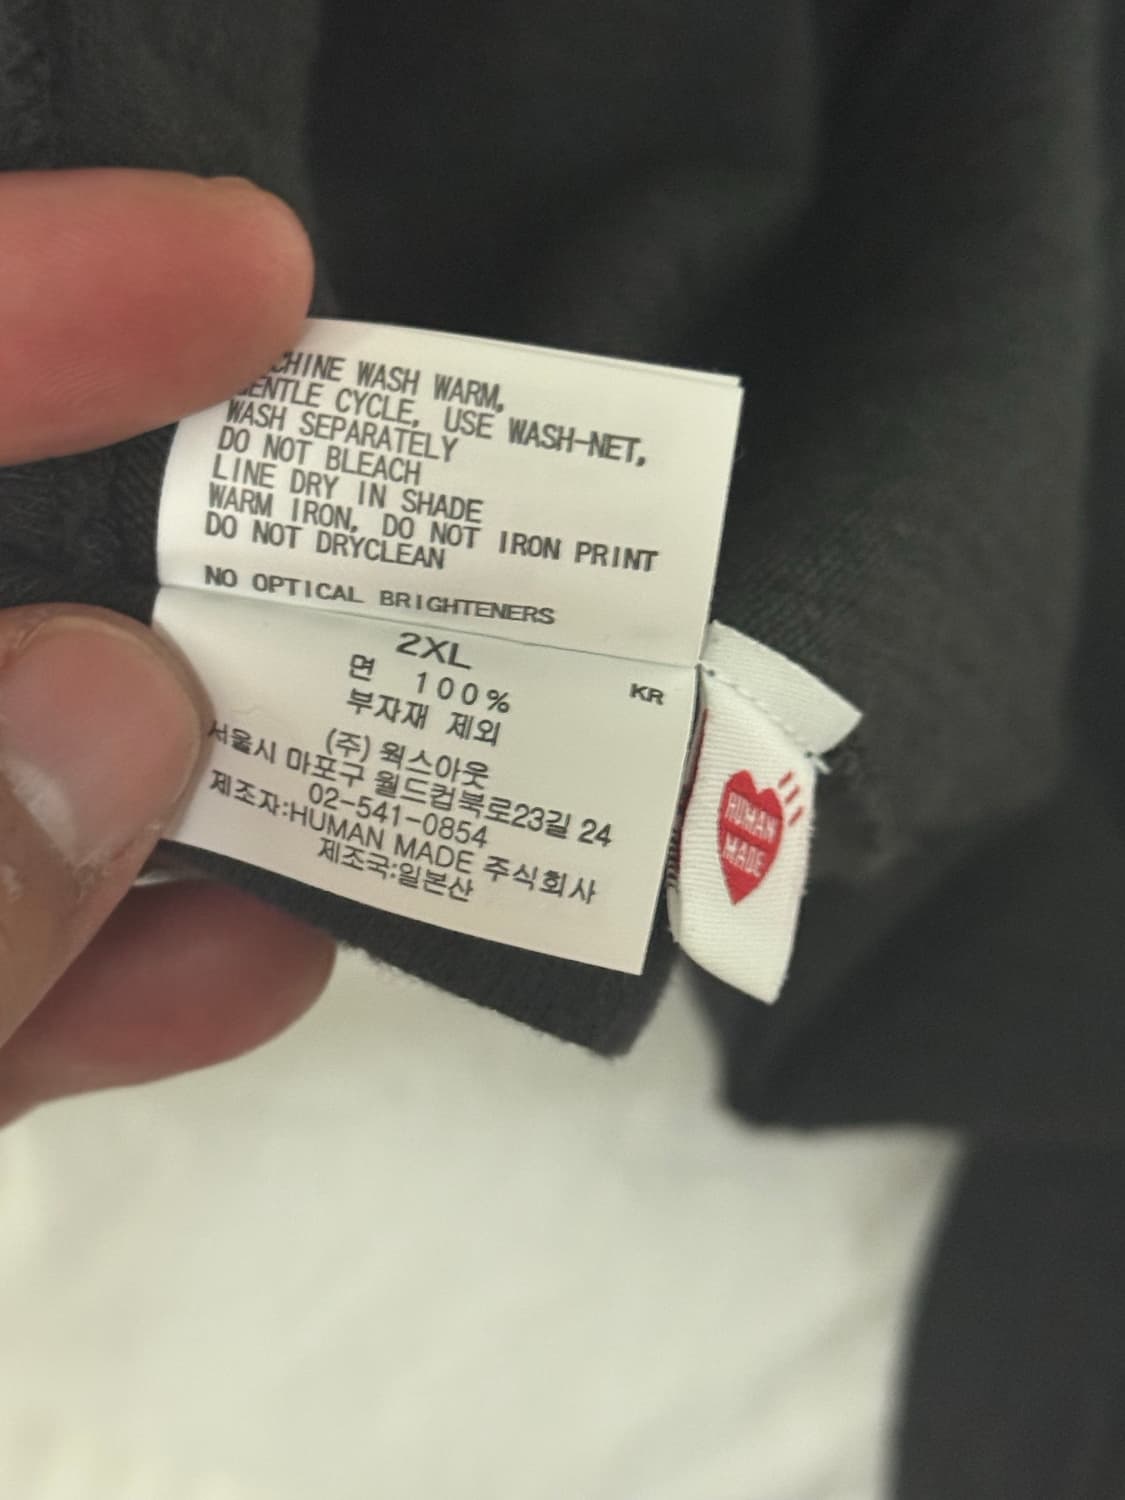 WASH WARM,
CYCLE, USE WASH-NET,
WASH SEPARATELY
DO NOT BLEACH
LINE DRY IN SHADE
WARM IRON, DO NOT IRON PRINT
DO NOT DRYCLEAN
NO OPTICAL BRIGHTENERS
2XL
KR
면 100%
부자재 제외
(주) 웍스아웃
서울시 마포구 월드컵북로23길 24
02-541-0854
제조자:HUMAN MADE 주식회사
제조국:일본산
HUMAN
MADE